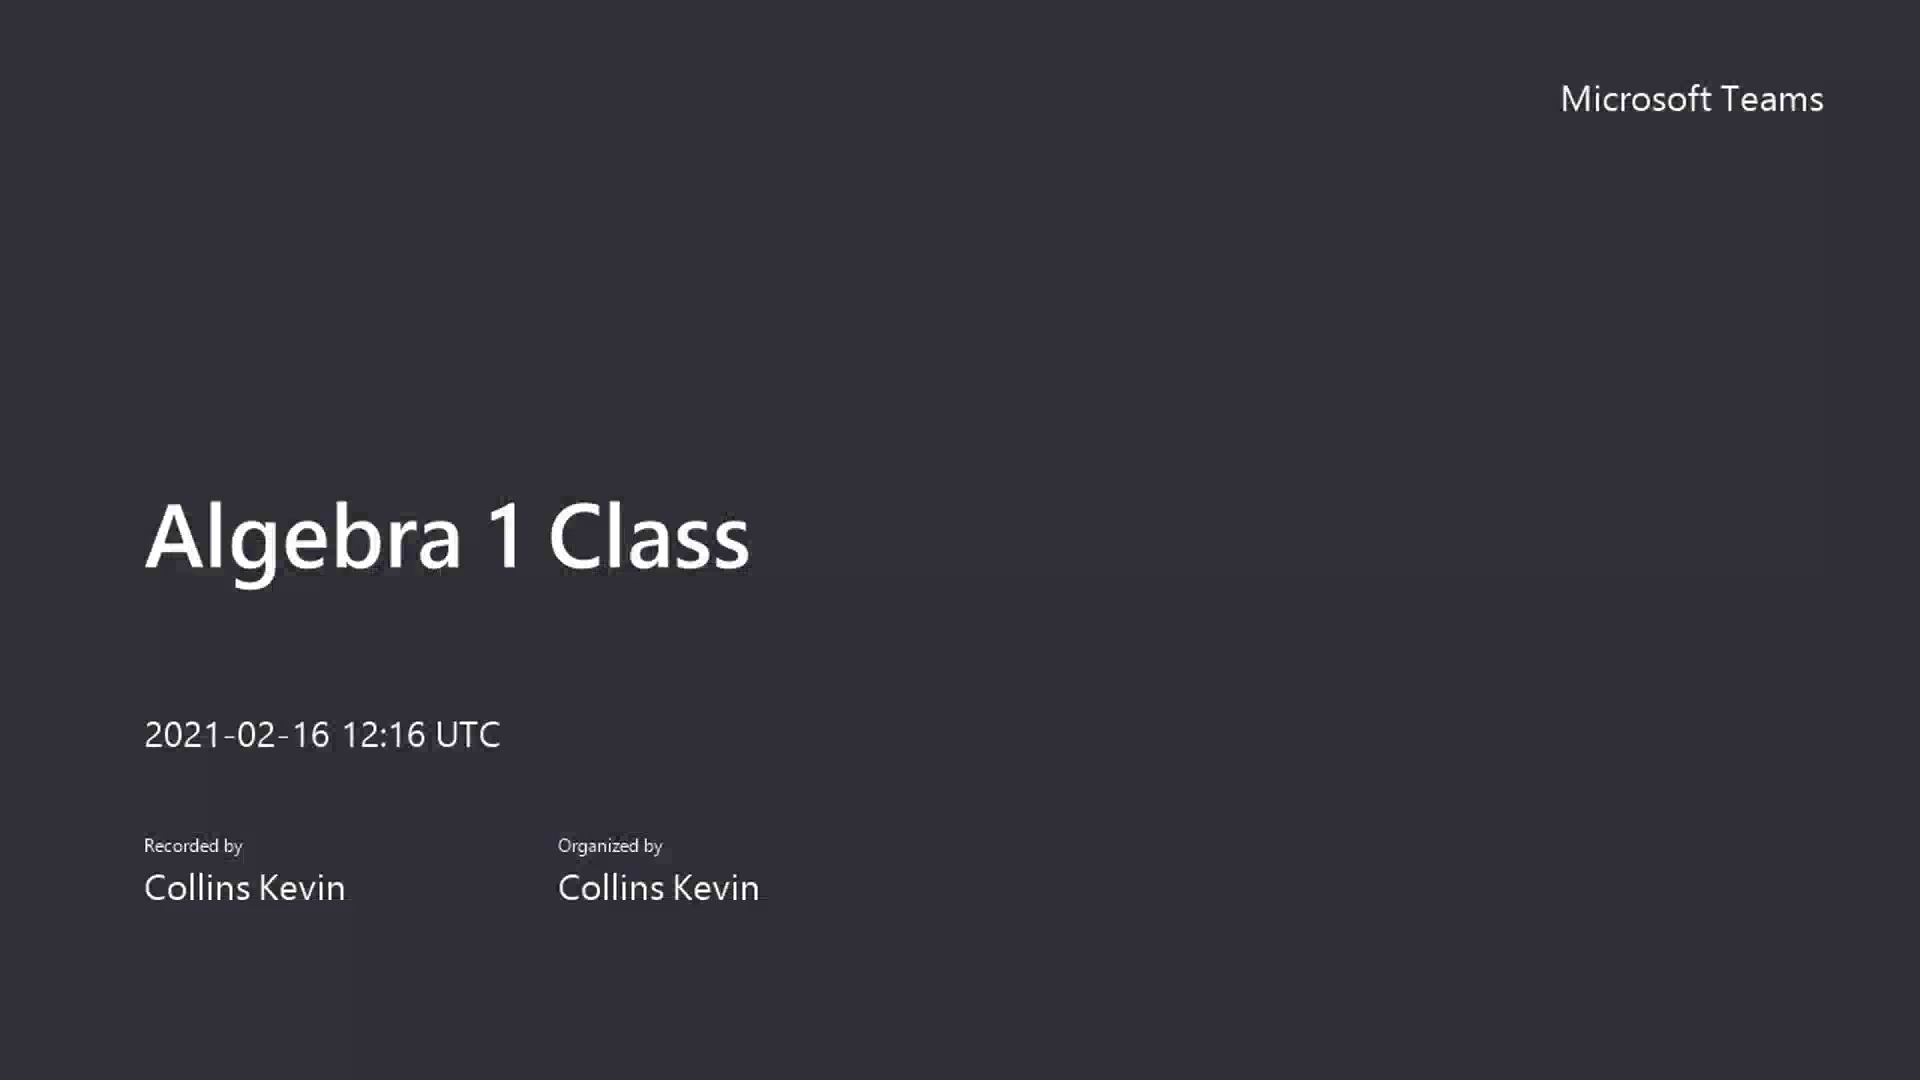 Microsoft Teams
Algebra 1 Class
2021-02-16 12:16 UTC
Recorded by
Collins Kevin
Organized by
Collins Kevin